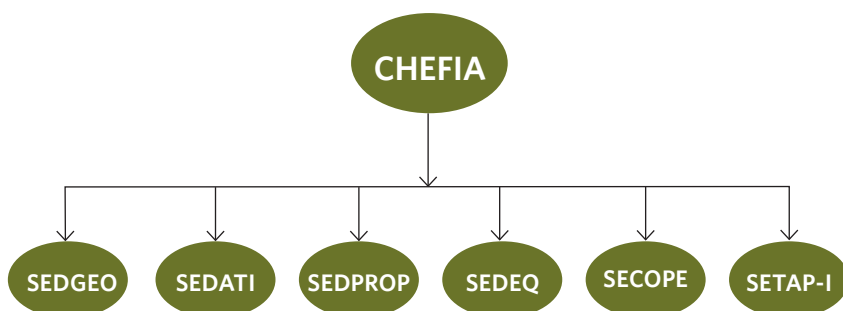 CHEFIA
SEDGEO
SEDATI
SEDPROP
SEDEQ
SECOPE
SETAP-I